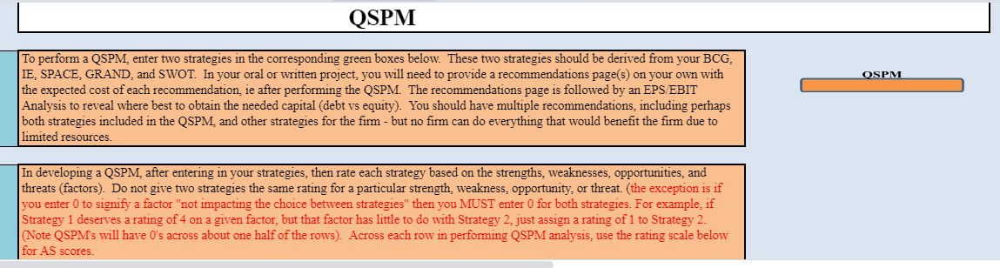 QSPM
To perform a QSPM, enter two strategies in the corresponding green boxes below.  These two strategies should be derived from your BCG,
IE, SPACE, GRAND, and SWOT.  In your oral or written project, you will need to provide a recommendations page(s) on your own with
the expected cost of each recommendation, ie after performing the QSPM.  The recommendations page is followed by an EPS/EBIT
Analysis to reveal where best to obtain the needed capital (debt vs equity).  You should have multiple recommendations, including perhaps
both strategies included in the QSPM, and other strategies for the firm - but no firm can do everything that would benefit the firm due to
limited resources.
QSPM
In developing a QSPM, after entering in your strategies, then rate each strategy based on the strengths, weaknesses, opportunities, and
threats (factors).  Do not give two strategies the same rating for a particular strength, weakness, opportunity, or threat. (the exception is if
you enter 0 to signify a factor "not impacting the choice between strategies" then you MUST enter 0 for both strategies. For example, if
Strategy 1 deserves a rating of 4 on a given factor, but that factor has little to do with Strategy 2, just assign a rating of 1 to Strategy 2.
(Note QSPM's will have 0's across about one half of the rows).  Across each row in performing QSPM analysis, use the rating scale below
for AS scores.